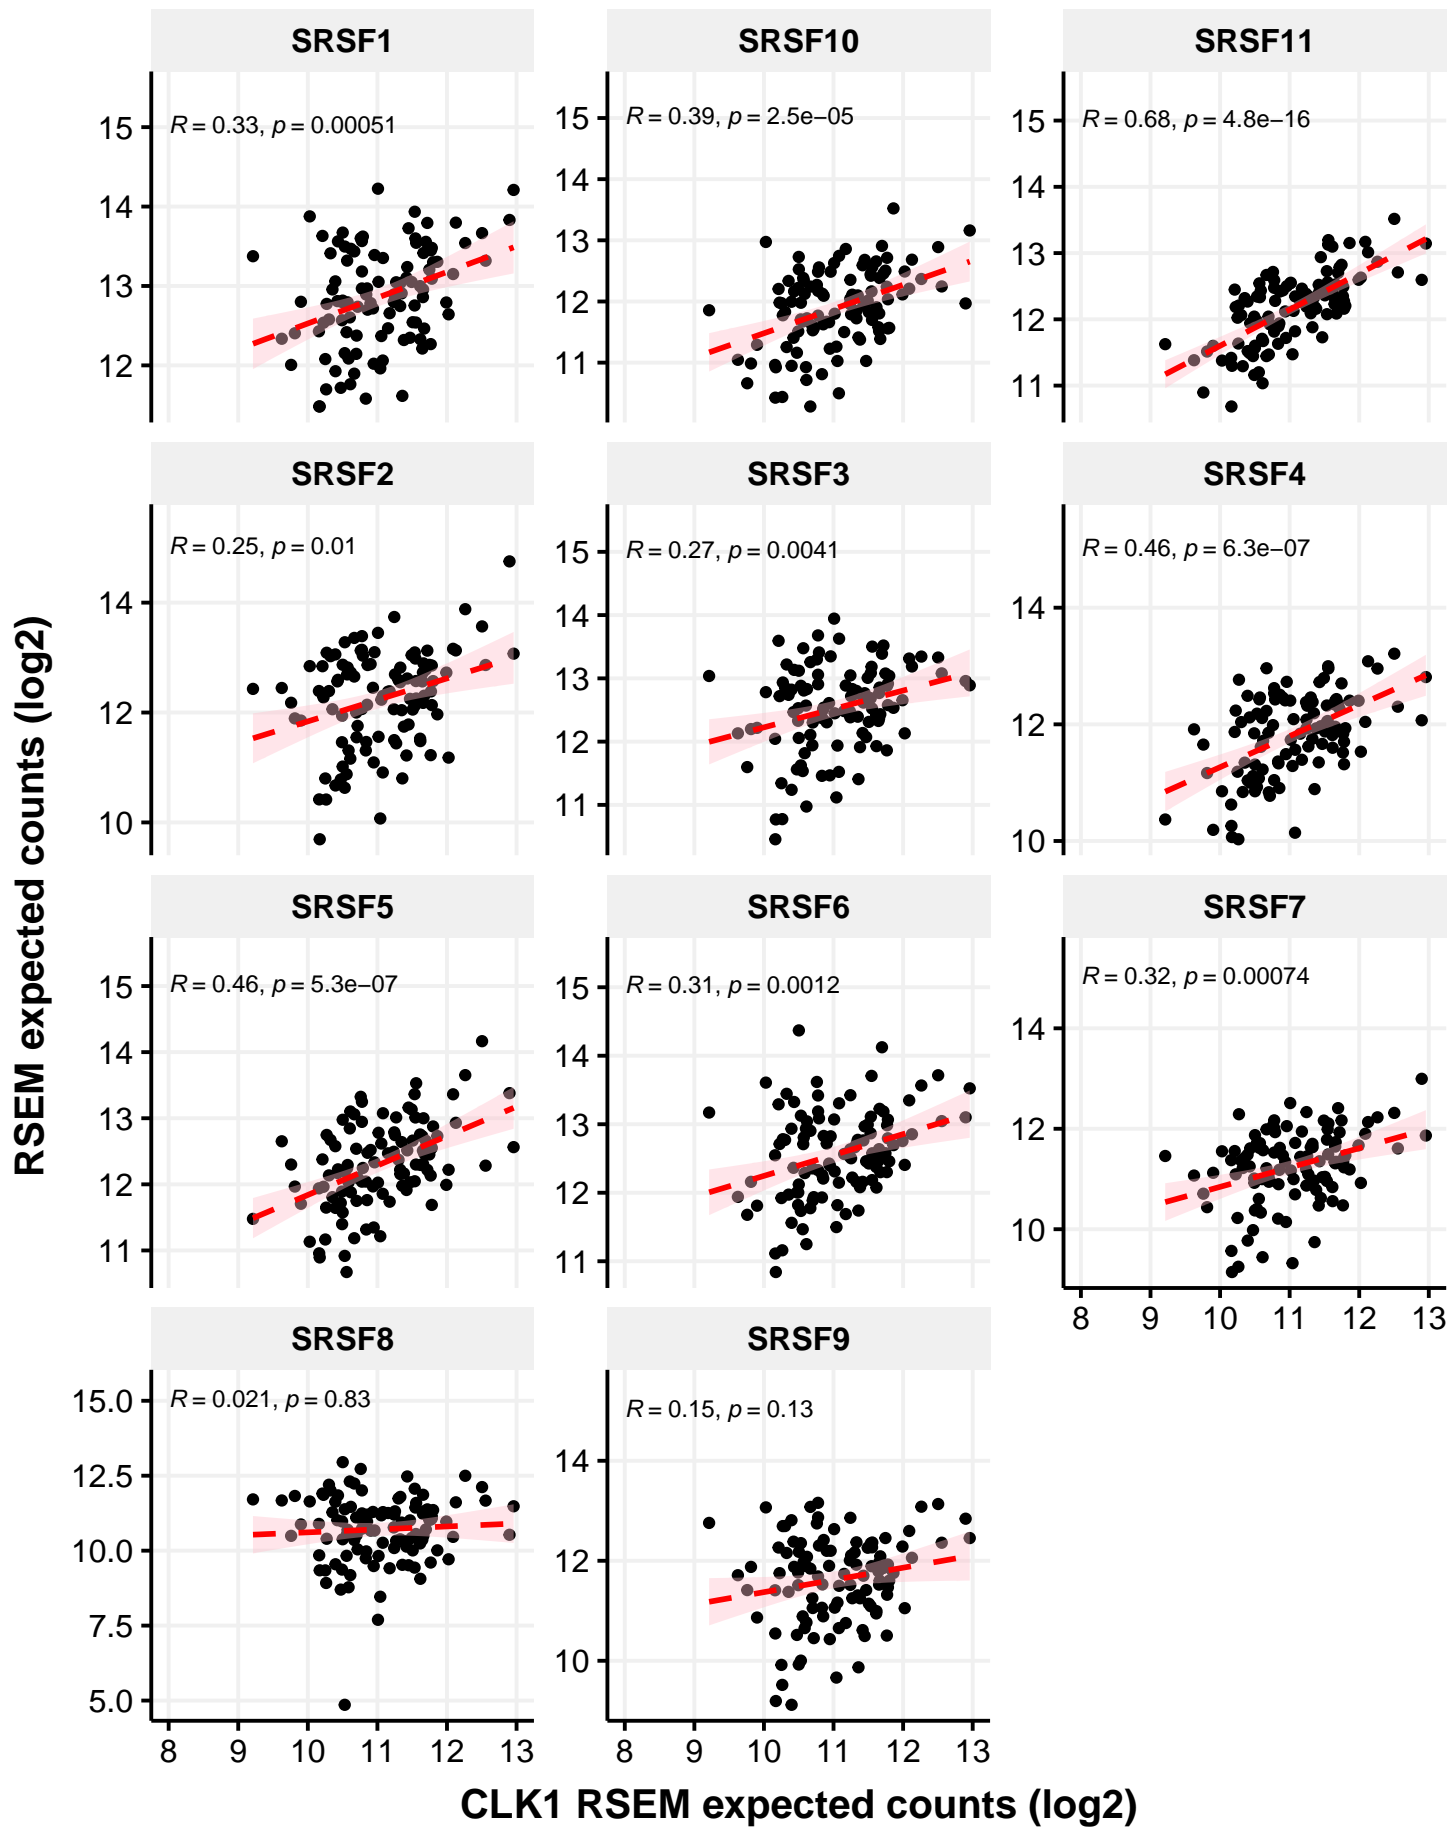 SRSF1
SRSF10
SRSF11
R = 0.33, p = 0.00051
R = 0.39, p = 2.5e−05
R = 0.68, p = 4.8e−16
15
14
13
12
15
14
13
12
11
15
14
13
12
11
SRSF2
SRSF3
SRSF4
R = 0.25, p = 0.01
R = 0.27, p = 0.0041
R = 0.46, p = 6.3e−07
14
12
10
15
14
13
12
11
14
12
10
SRSF5
SRSF6
SRSF7
R = 0.46, p = 5.3e−07
R = 0.31, p = 0.0012
R = 0.32, p = 0.00074
15
14
13
12
11
15
14
13
12
11
14
12
10
8 9 10 11 12 13
SRSF8
SRSF9
R = 0.021, p = 0.83
R = 0.15, p = 0.13
15.0
12.5
10.0
7.5
5.0
14
12
10
8 9 10 11 12 13
8 9 10 11 12 13
RSEM expected counts (log2)
CLK1 RSEM expected counts (log2)